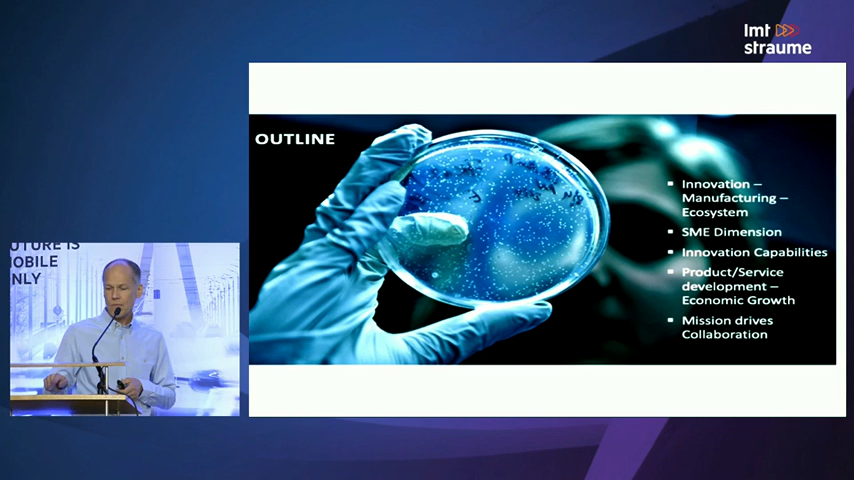 lmt
straume
OUTLINE
▪ Innovation –
Manufacturing –
Ecosystem
▪ SME Dimension
▪ Innovation Capabilities
▪ Product/Service
development –
Economic Growth
▪ Mission drives
Collaboration
UTURE IS
MOBILE
NLY